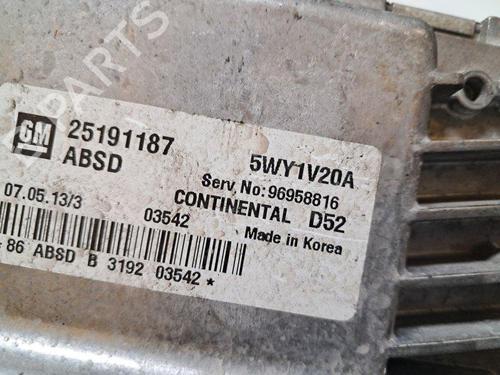 GM 25191187 5WY1V20A
ABSD Serv. No: 96958816
07.05.13/3 03542 CONTINENTAL D52
Made in Korea
86 ABSD B 3192 03542 *